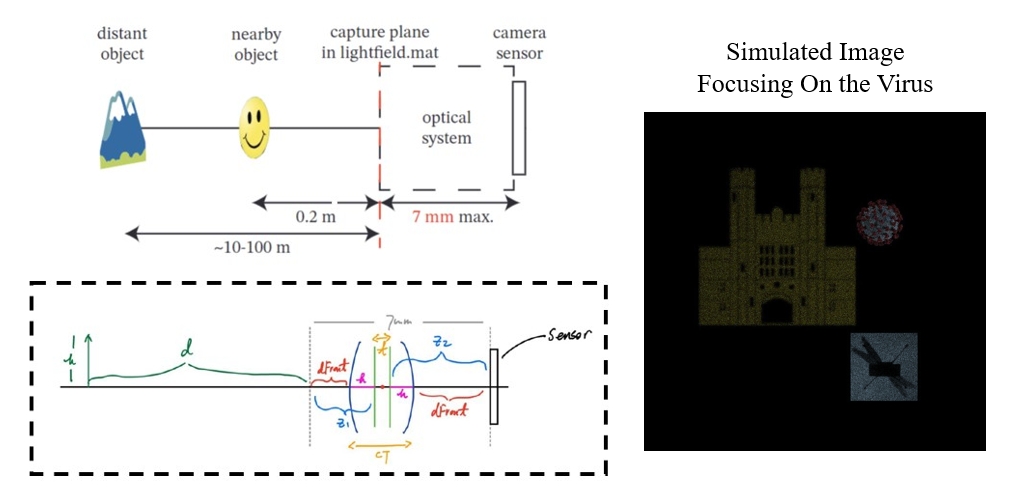 distant
object
nearby
object
capture plane
in lightfield.mat
camera
sensor
optical
system
0.2 m
7 mm max.
~10-100 m
Simulated Image
Focusing On the Virus
7mm
Sensor
h
d
dFront
h
t
h
z2
z1
dFront
CT